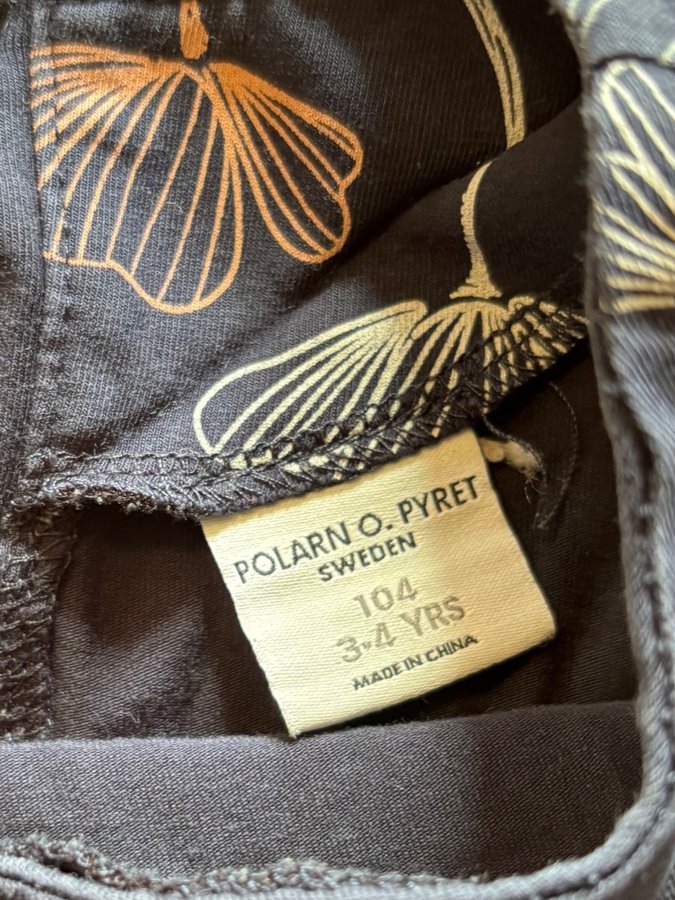 POLARN O. PYRET
SWEDEN
104
3-4 YRS
MADE IN CHINA